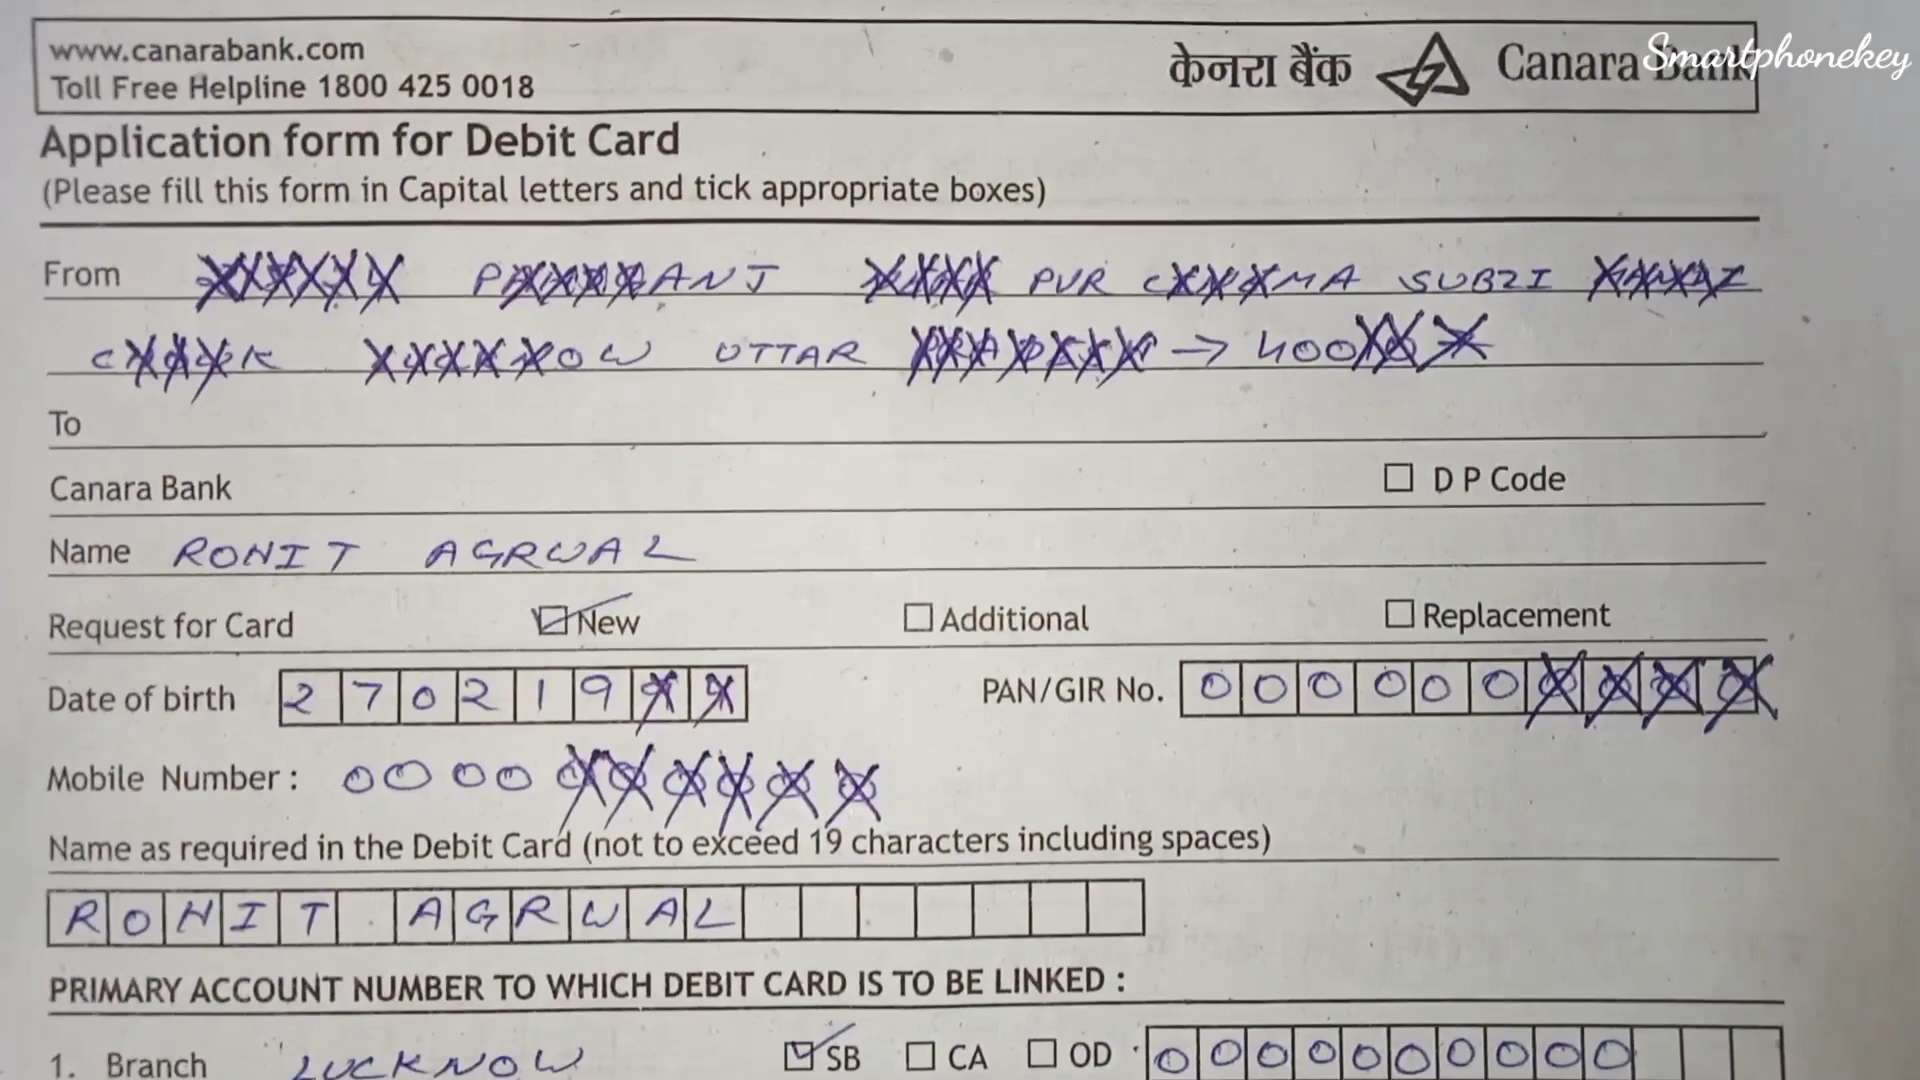 www.canarabank.com
Toll Free Helpline 1800 425 0018
केनरा बैंक Canara Bank
Smartphonekey
Application form for Debit Card
(Please fill this form in Capital letters and tick appropriate boxes)
From PUR SUBZI
UTTAR → 400
To
Canara Bank D P Code
Name ROHIT AGRWAL
Request for Card New Additional Replacement
Date of birth 2 7 0 2 1 9 PAN/GIR No. 0 0 0 0 0 0
Mobile Number : 0000
Name as required in the Debit Card (not to exceed 19 characters including spaces)
ROHIT AGRWAL
PRIMARY ACCOUNT NUMBER TO WHICH DEBIT CARD IS TO BE LINKED :
1. Branch LUCKNOW SB CA OD 0 0 0 0 0 0 0 0 0 0